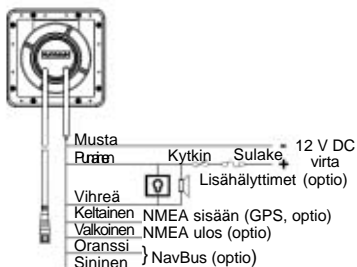 Musta
- 12 V DC
Punainen Kytkin Sulake + virta
Lisähälyttimet (optio)
Vihreä
Keltainen NMEA sisään (GPS, optio)
Valkoinen NMEA ulos (optio)
Oranssi
Sininen } NavBus (optio)